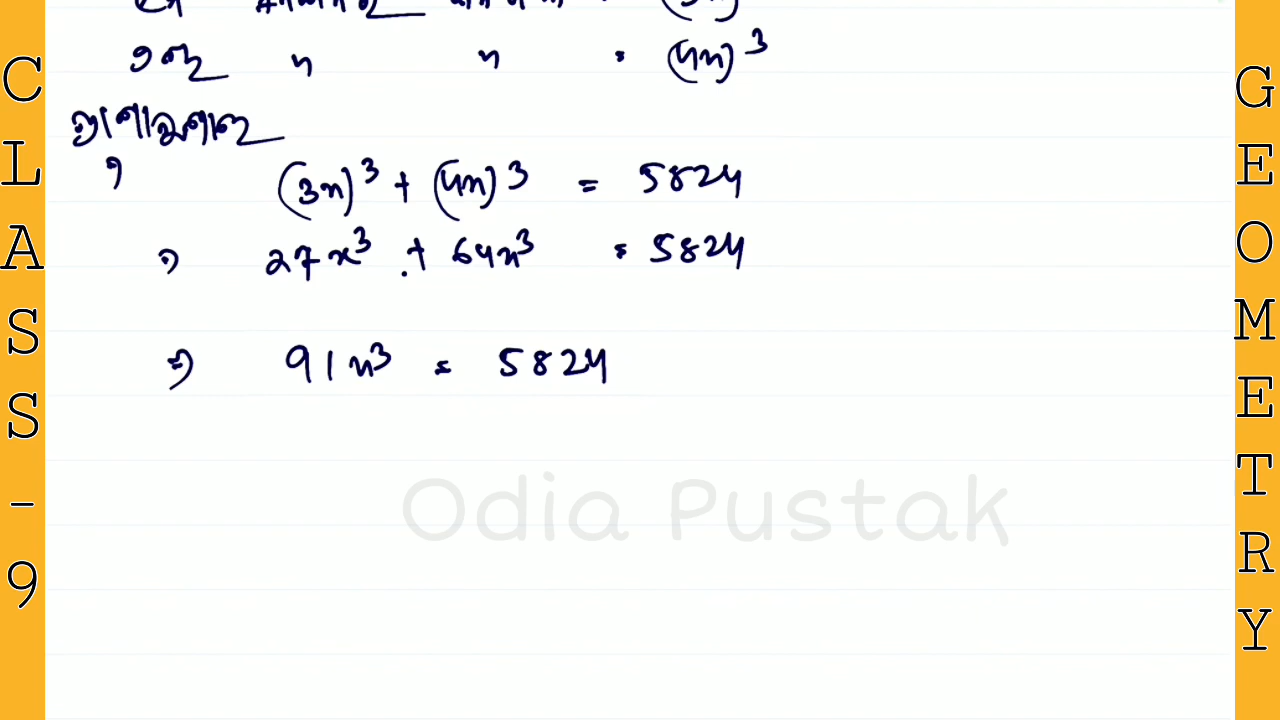 CLASS-9
(3x)
୨ୟ " " = (4x)³
ପ୍ରଶ୍ନାନୁସାରେ,
(3x)³ + (4x)³ = 5824
⇒ 27x³ + 64x³ = 5824
⇒ 91x³ = 5824
Odia Pustak
GEOMETRY